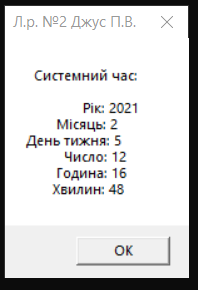 Л.р. №2 Джус П.В.
Системний час:
Рік: 2021
Місяць: 2
День тижня: 5
Число: 12
Година: 16
Хвилин: 48
OK